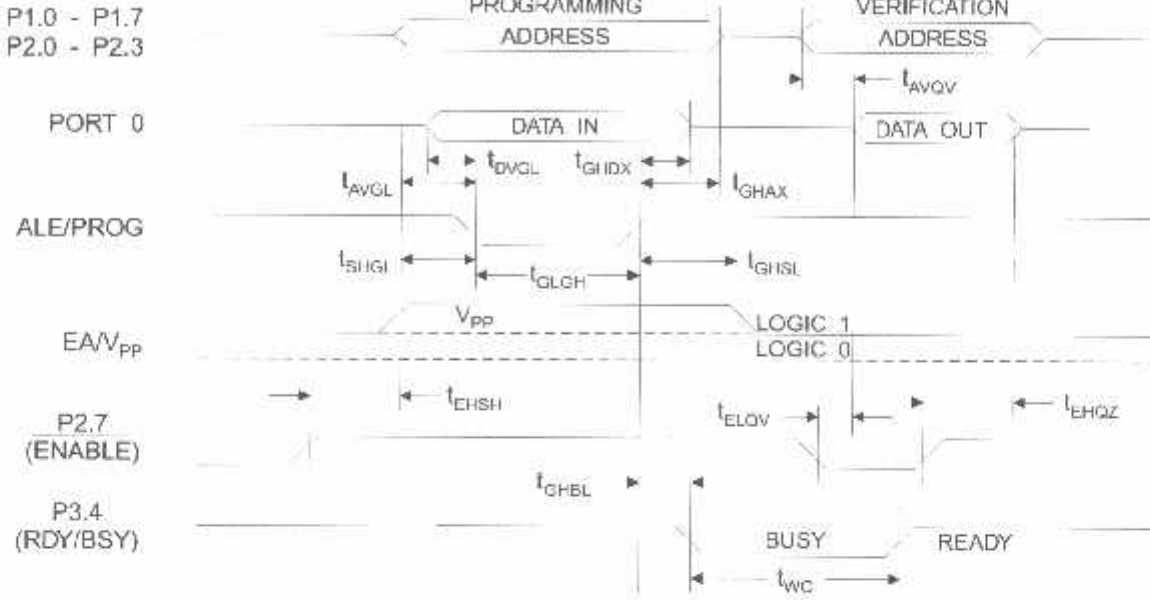 PROGRAMMING
VERIFICATION
P1.0 - P1.7
P2.0 - P2.3
ADDRESS
ADDRESS
tAVQV
PORT 0
DATA IN
DATA OUT
tDVGL
tGHDX
tAVGL
tGHAX
ALE/PROG
tSHGL
tGLGH
tGHSL
VPP
LOGIC 1
EA/VPP
LOGIC 0
tEHSH
tELQV
tEHQZ
P2.7
(ENABLE)
tGHBL
P3.4
(RDY/BSY)
BUSY
READY
tWC